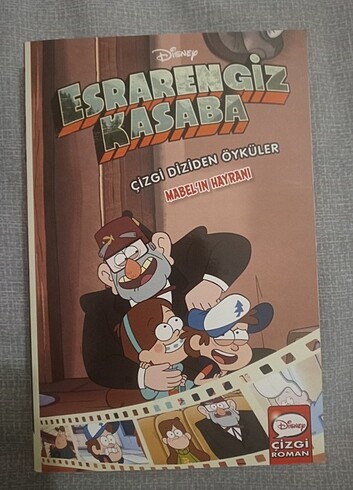 Disney
ESRARENGİZ
KASABA
ÇİZGİ DİZİDEN ÖYKÜLER
MABEL'IN HAYRANI
Disney
ÇİZGİ
ROMAN